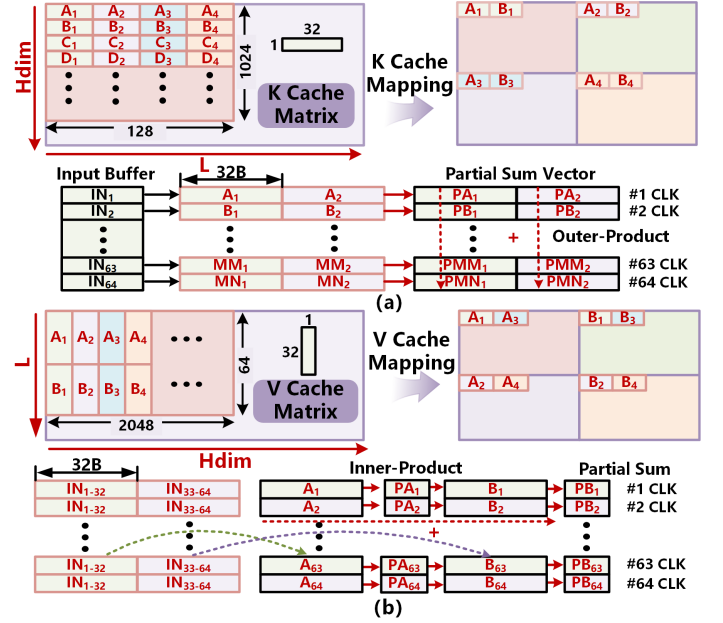 A1 A2 A3 A4
B1 B2 B3 B4
C1 C2 C3 C4
D1 D2 D3 D4
Hdim
128
1024
32
1
K Cache
Matrix
L
K Cache
Mapping
A1 B1
A2 B2
A3 B3
A4 B4
Input Buffer
32B
Partial Sum Vector
IN1 A1 A2 PA1 PA2 #1 CLK
IN2 B1 B2 PB1 PB2 #2 CLK
+ Outer-Product
IN63 MM1 MM2 PMM1 PMM2 #63 CLK
IN64 MN1 MN2 PMN1 PMN2 #64 CLK
(a)
L
A1 A2 A3 A4
B1 B2 B3 B4
64
2048
1
32
V Cache
Matrix
Hdim
V Cache
Mapping
A1 A3
B1 B3
A2 A4
B2 B4
32B
Inner-Product
Partial Sum
IN1-32 IN33-64 A1 PA1 B1 PB1 #1 CLK
IN1-32 IN33-64 A2 PA2 B2 PB2 #2 CLK
+
IN1-32 IN33-64 A63 PA63 B63 PB63 #63 CLK
IN1-32 IN33-64 A64 PA64 B64 PB64 #64 CLK
(b)